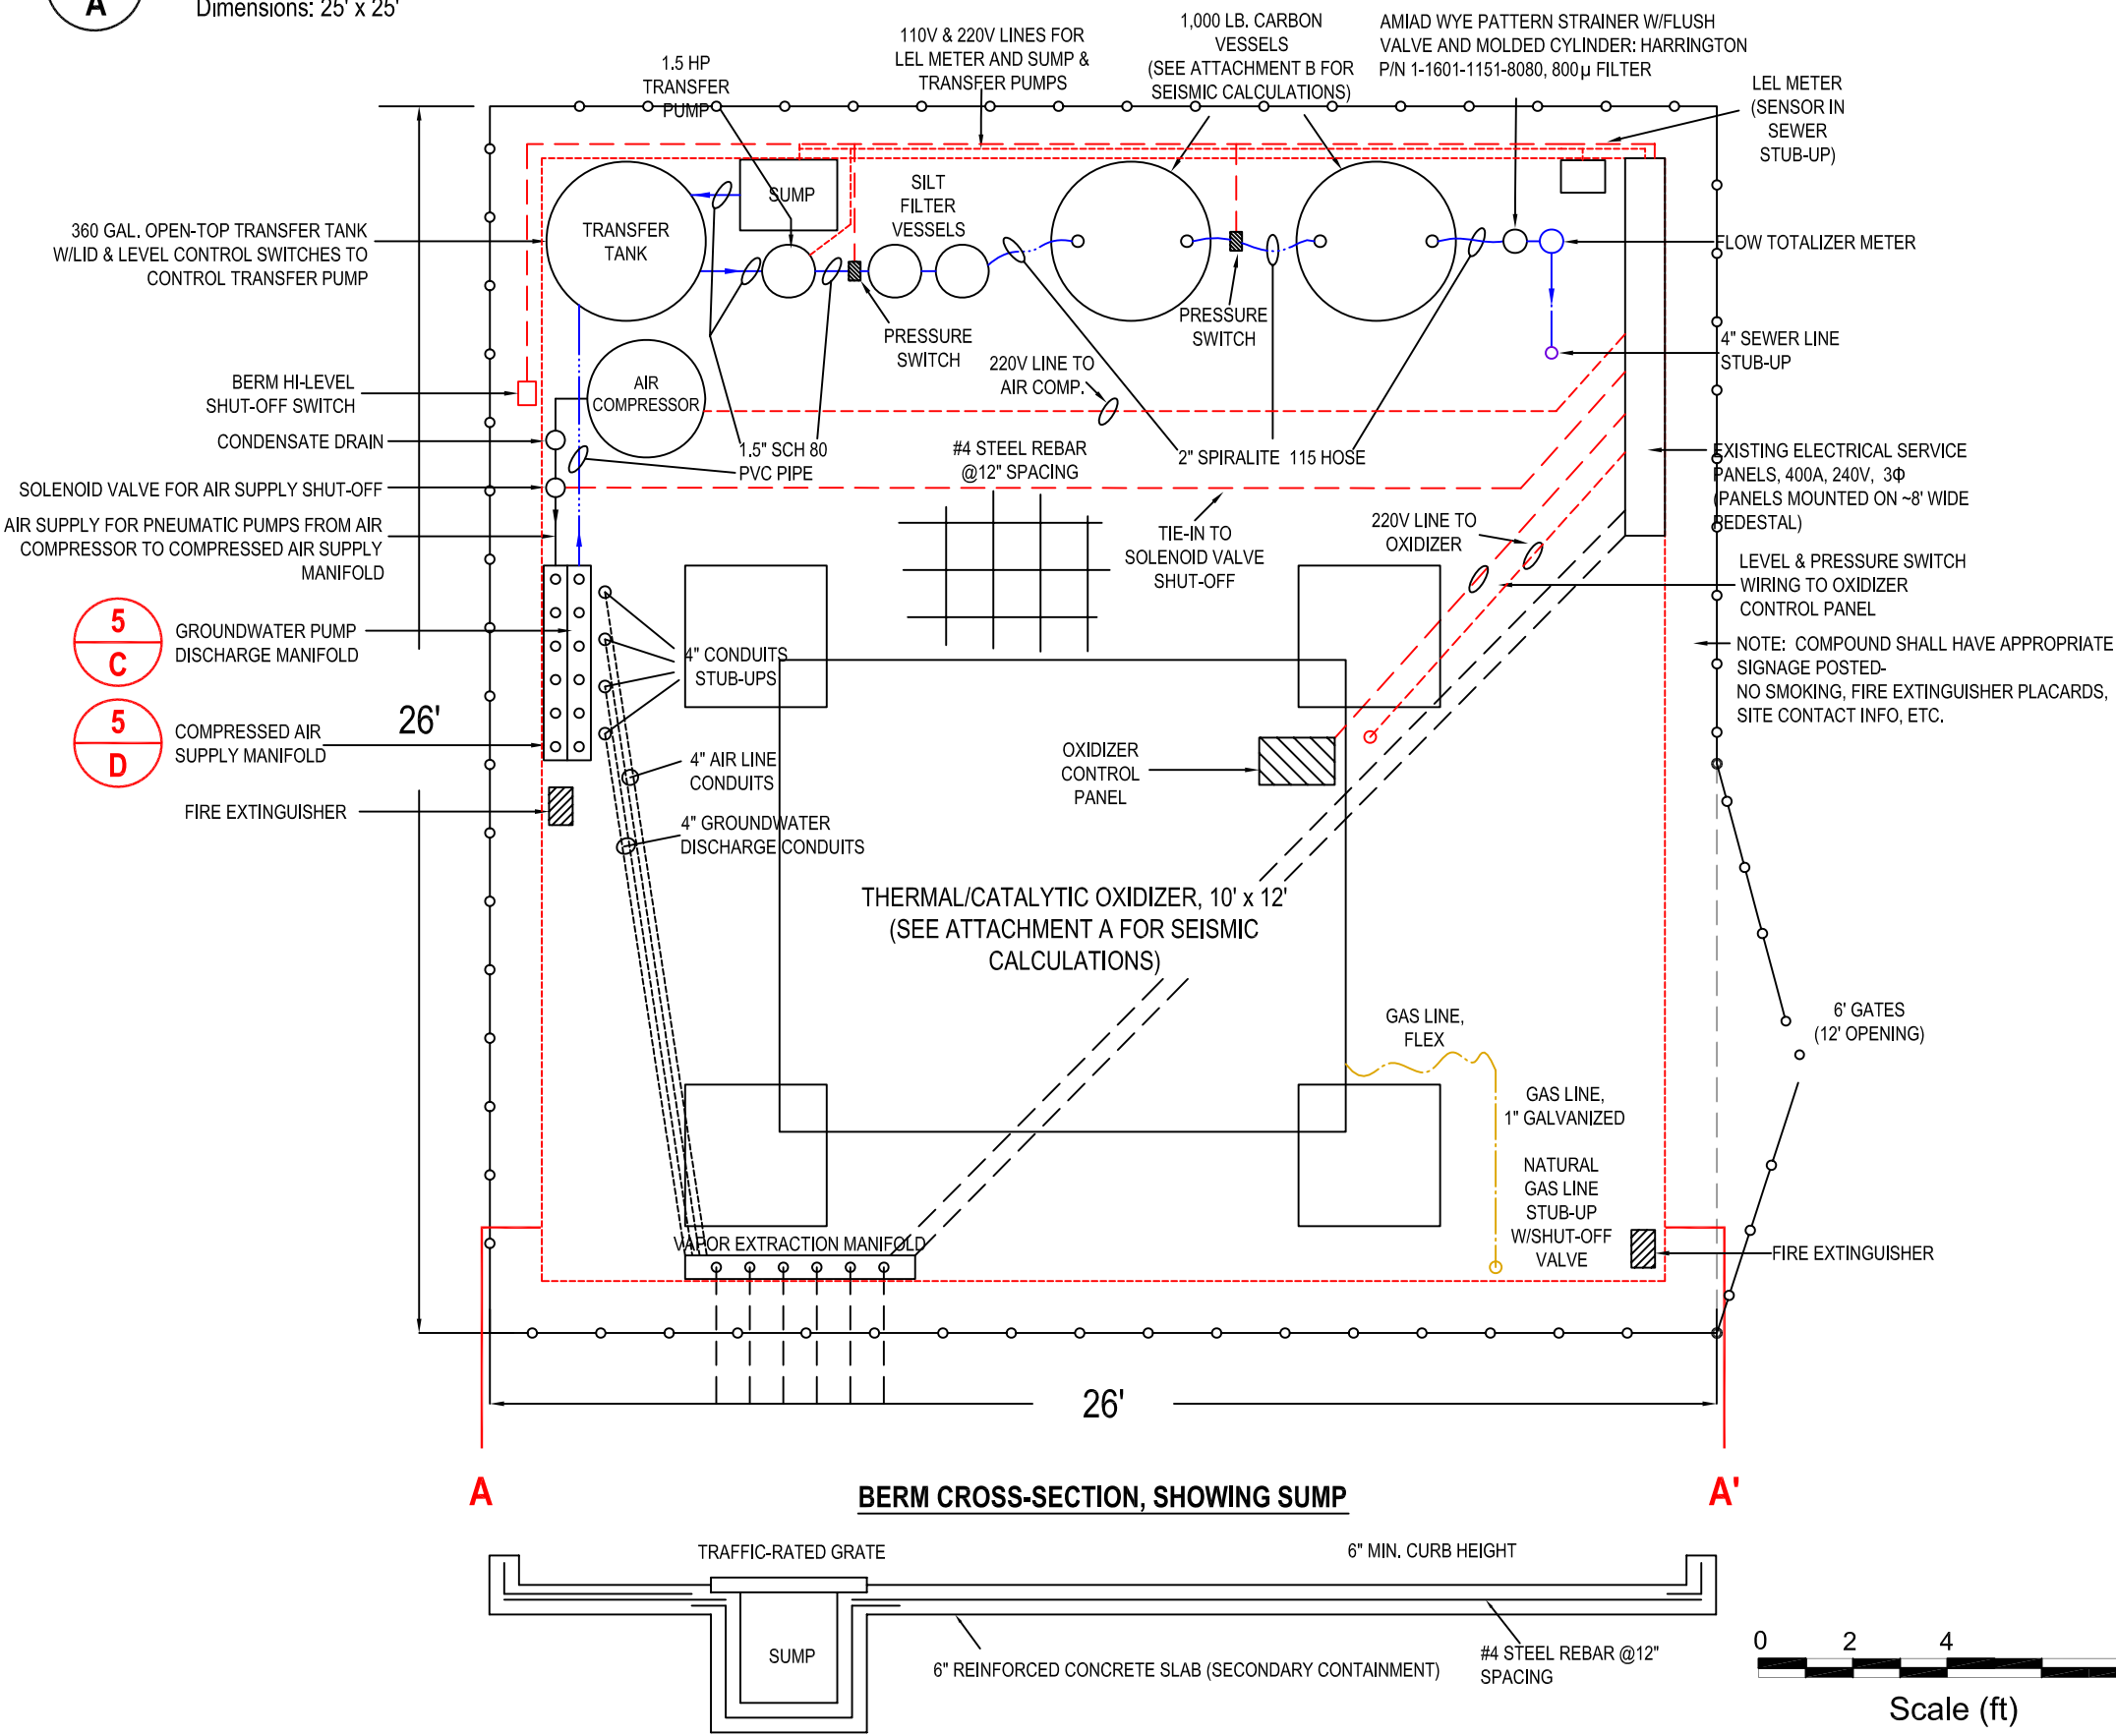 A
Dimensions: 25' x 25'
1.5 HP
TRANSFER
PUMP
110V & 220V LINES FOR
LEL METER AND SUMP &
TRANSFER PUMPS
1,000 LB. CARBON
VESSELS
(SEE ATTACHMENT B FOR
SEISMIC CALCULATIONS)
AMIAD WYE PATTERN STRAINER W/FLUSH
VALVE AND MOLDED CYLINDER: HARRINGTON
P/N 1-1601-1151-8080, 800µ FILTER
LEL METER
(SENSOR IN
SEWER
STUB-UP)
360 GAL. OPEN-TOP TRANSFER TANK
W/LID & LEVEL CONTROL SWITCHES TO
CONTROL TRANSFER PUMP
TRANSFER
TANK
SUMP
SILT
FILTER
VESSELS
FLOW TOTALIZER METER
PRESSURE
SWITCH
PRESSURE
SWITCH
4" SEWER LINE
STUB-UP
BERM HI-LEVEL
SHUT-OFF SWITCH
AIR
COMPRESSOR
220V LINE TO
AIR COMP.
CONDENSATE DRAIN
1.5" SCH 80
PVC PIPE
#4 STEEL REBAR
@12" SPACING
2" SPIRALITE 115 HOSE
EXISTING ELECTRICAL SERVICE
PANELS, 400A, 240V, 3Φ
(PANELS MOUNTED ON ~8' WIDE
PEDESTAL)
SOLENOID VALVE FOR AIR SUPPLY SHUT-OFF
AIR SUPPLY FOR PNEUMATIC PUMPS FROM AIR
COMPRESSOR TO COMPRESSED AIR SUPPLY
MANIFOLD
TIE-IN TO
SOLENOID VALVE
SHUT-OFF
220V LINE TO
OXIDIZER
LEVEL & PRESSURE SWITCH
WIRING TO OXIDIZER
CONTROL PANEL
5
C
GROUNDWATER PUMP
DISCHARGE MANIFOLD
4" CONDUITS
STUB-UPS
NOTE: COMPOUND SHALL HAVE APPROPRIATE
SIGNAGE POSTED-
NO SMOKING, FIRE EXTINGUISHER PLACARDS,
SITE CONTACT INFO, ETC.
5
D
COMPRESSED AIR
SUPPLY MANIFOLD
26'
4" AIR LINE
CONDUITS
OXIDIZER
CONTROL
PANEL
FIRE EXTINGUISHER
4" GROUNDWATER
DISCHARGE CONDUITS
THERMAL/CATALYTIC OXIDIZER, 10' x 12'
(SEE ATTACHMENT A FOR SEISMIC
CALCULATIONS)
GAS LINE,
FLEX
6' GATES
(12' OPENING)
GAS LINE,
1" GALVANIZED
NATURAL
GAS LINE
STUB-UP
W/SHUT-OFF
VALVE
VAPOR EXTRACTION MANIFOLD
FIRE EXTINGUISHER
26'
A
A'
BERM CROSS-SECTION, SHOWING SUMP
TRAFFIC-RATED GRATE
6" MIN. CURB HEIGHT
SUMP
6" REINFORCED CONCRETE SLAB (SECONDARY CONTAINMENT)
#4 STEEL REBAR @12"
SPACING
0 2 4
Scale (ft)